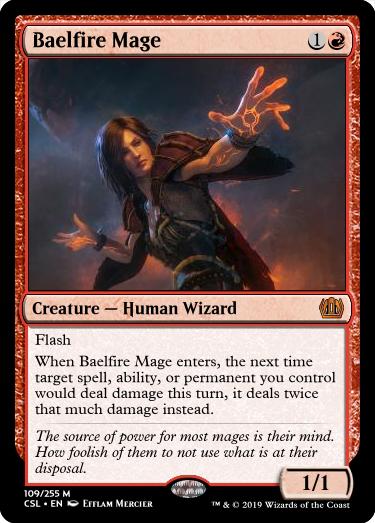 Baelfire Mage 1
Creature — Human Wizard
Flash
When Baelfire Mage enters, the next time
target spell, ability, or permanent you control
would deal damage this turn, it deals twice
that much damage instead.
The source of power for most mages is their mind.
How foolish of them to not use what is at their
disposal.
1/1
109/255 M
CSL • EN Efflam Mercier
™ & © 2019 Wizards of the Coast